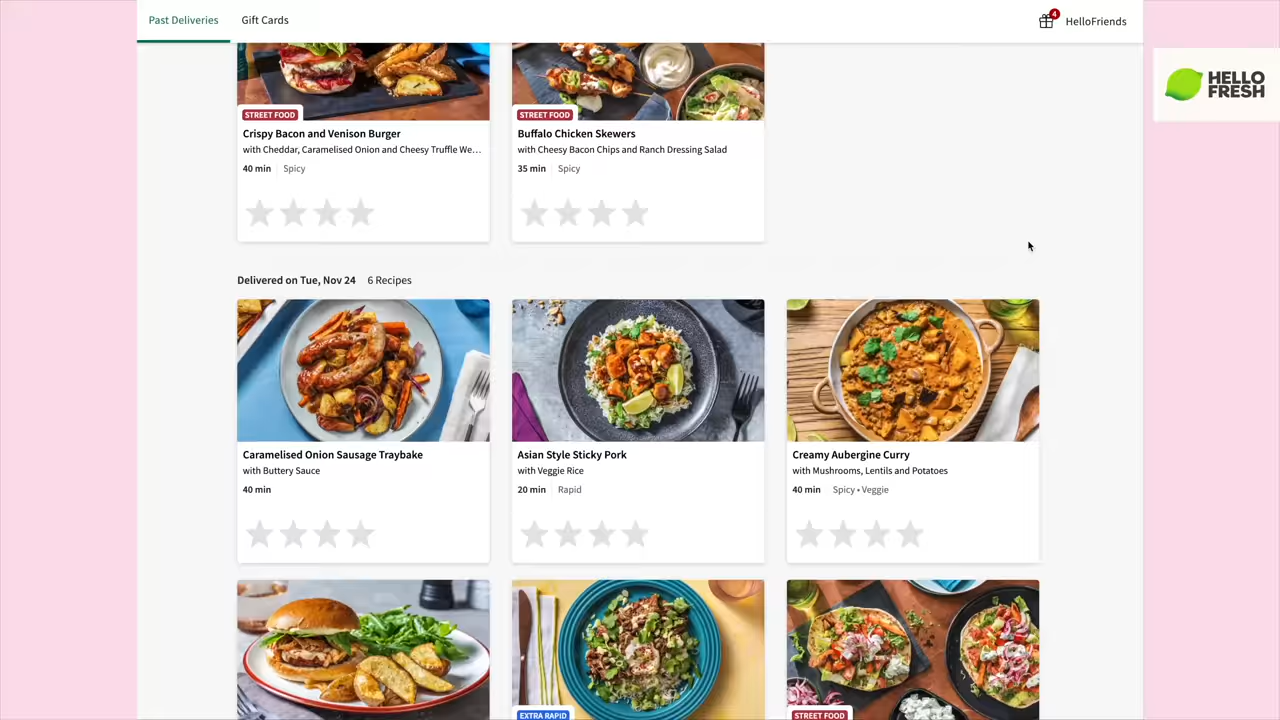 Past Deliveries
Gift Cards
4
HelloFriends
HELLO
FRESH
STREET FOOD
STREET FOOD
Crispy Bacon and Venison Burger
Buffalo Chicken Skewers
with Cheddar, Caramelised Onion and Cheesy Truffle We...
with Cheesy Bacon Chips and Ranch Dressing Salad
40 min Spicy
35 min Spicy
Delivered on Tue, Nov 24 6 Recipes
Caramelised Onion Sausage Traybake
Asian Style Sticky Pork
Creamy Aubergine Curry
with Buttery Sauce
with Veggie Rice
with Mushrooms, Lentils and Potatoes
40 min
20 min Rapid
40 min Spicy • Veggie
EXTRA RAPID
STREET FOOD